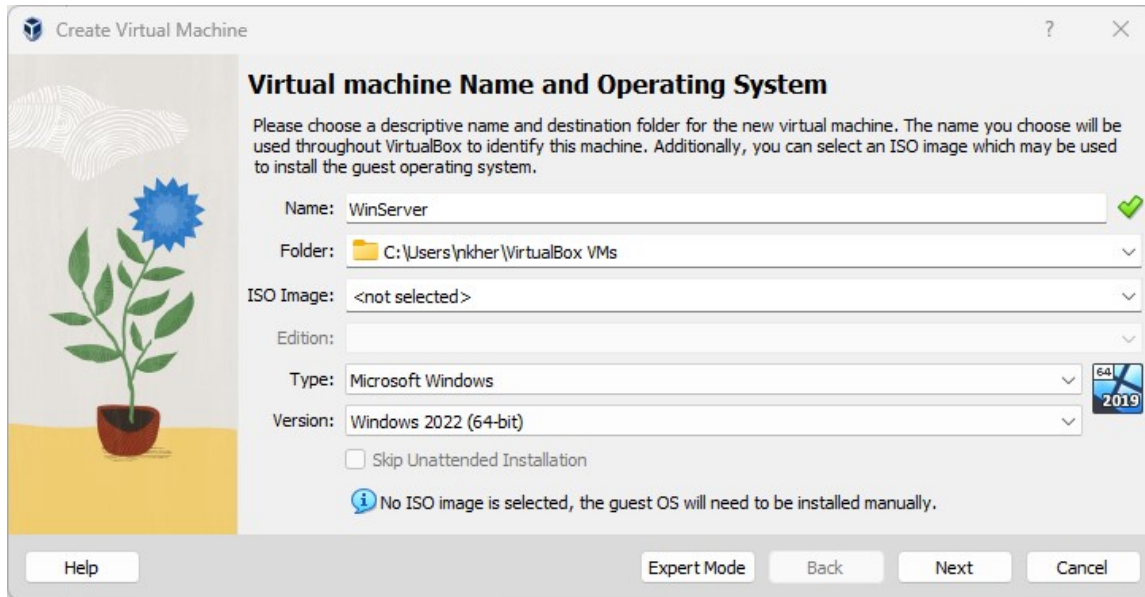 Create Virtual Machine
?
Virtual machine Name and Operating System
Please choose a descriptive name and destination folder for the new virtual machine. The name you choose will be
used throughout VirtualBox to identify this machine. Additionally, you can select an ISO image which may be used
to install the guest operating system.
Name: WinServer
Folder: C:\Users\nkher\VirtualBox VMs
ISO Image: <not selected>
Edition:
Type: Microsoft Windows
64
2019
Version: Windows 2022 (64-bit)
Skip Unattended Installation
No ISO image is selected, the guest OS will need to be installed manually.
Help Expert Mode Back Next Cancel